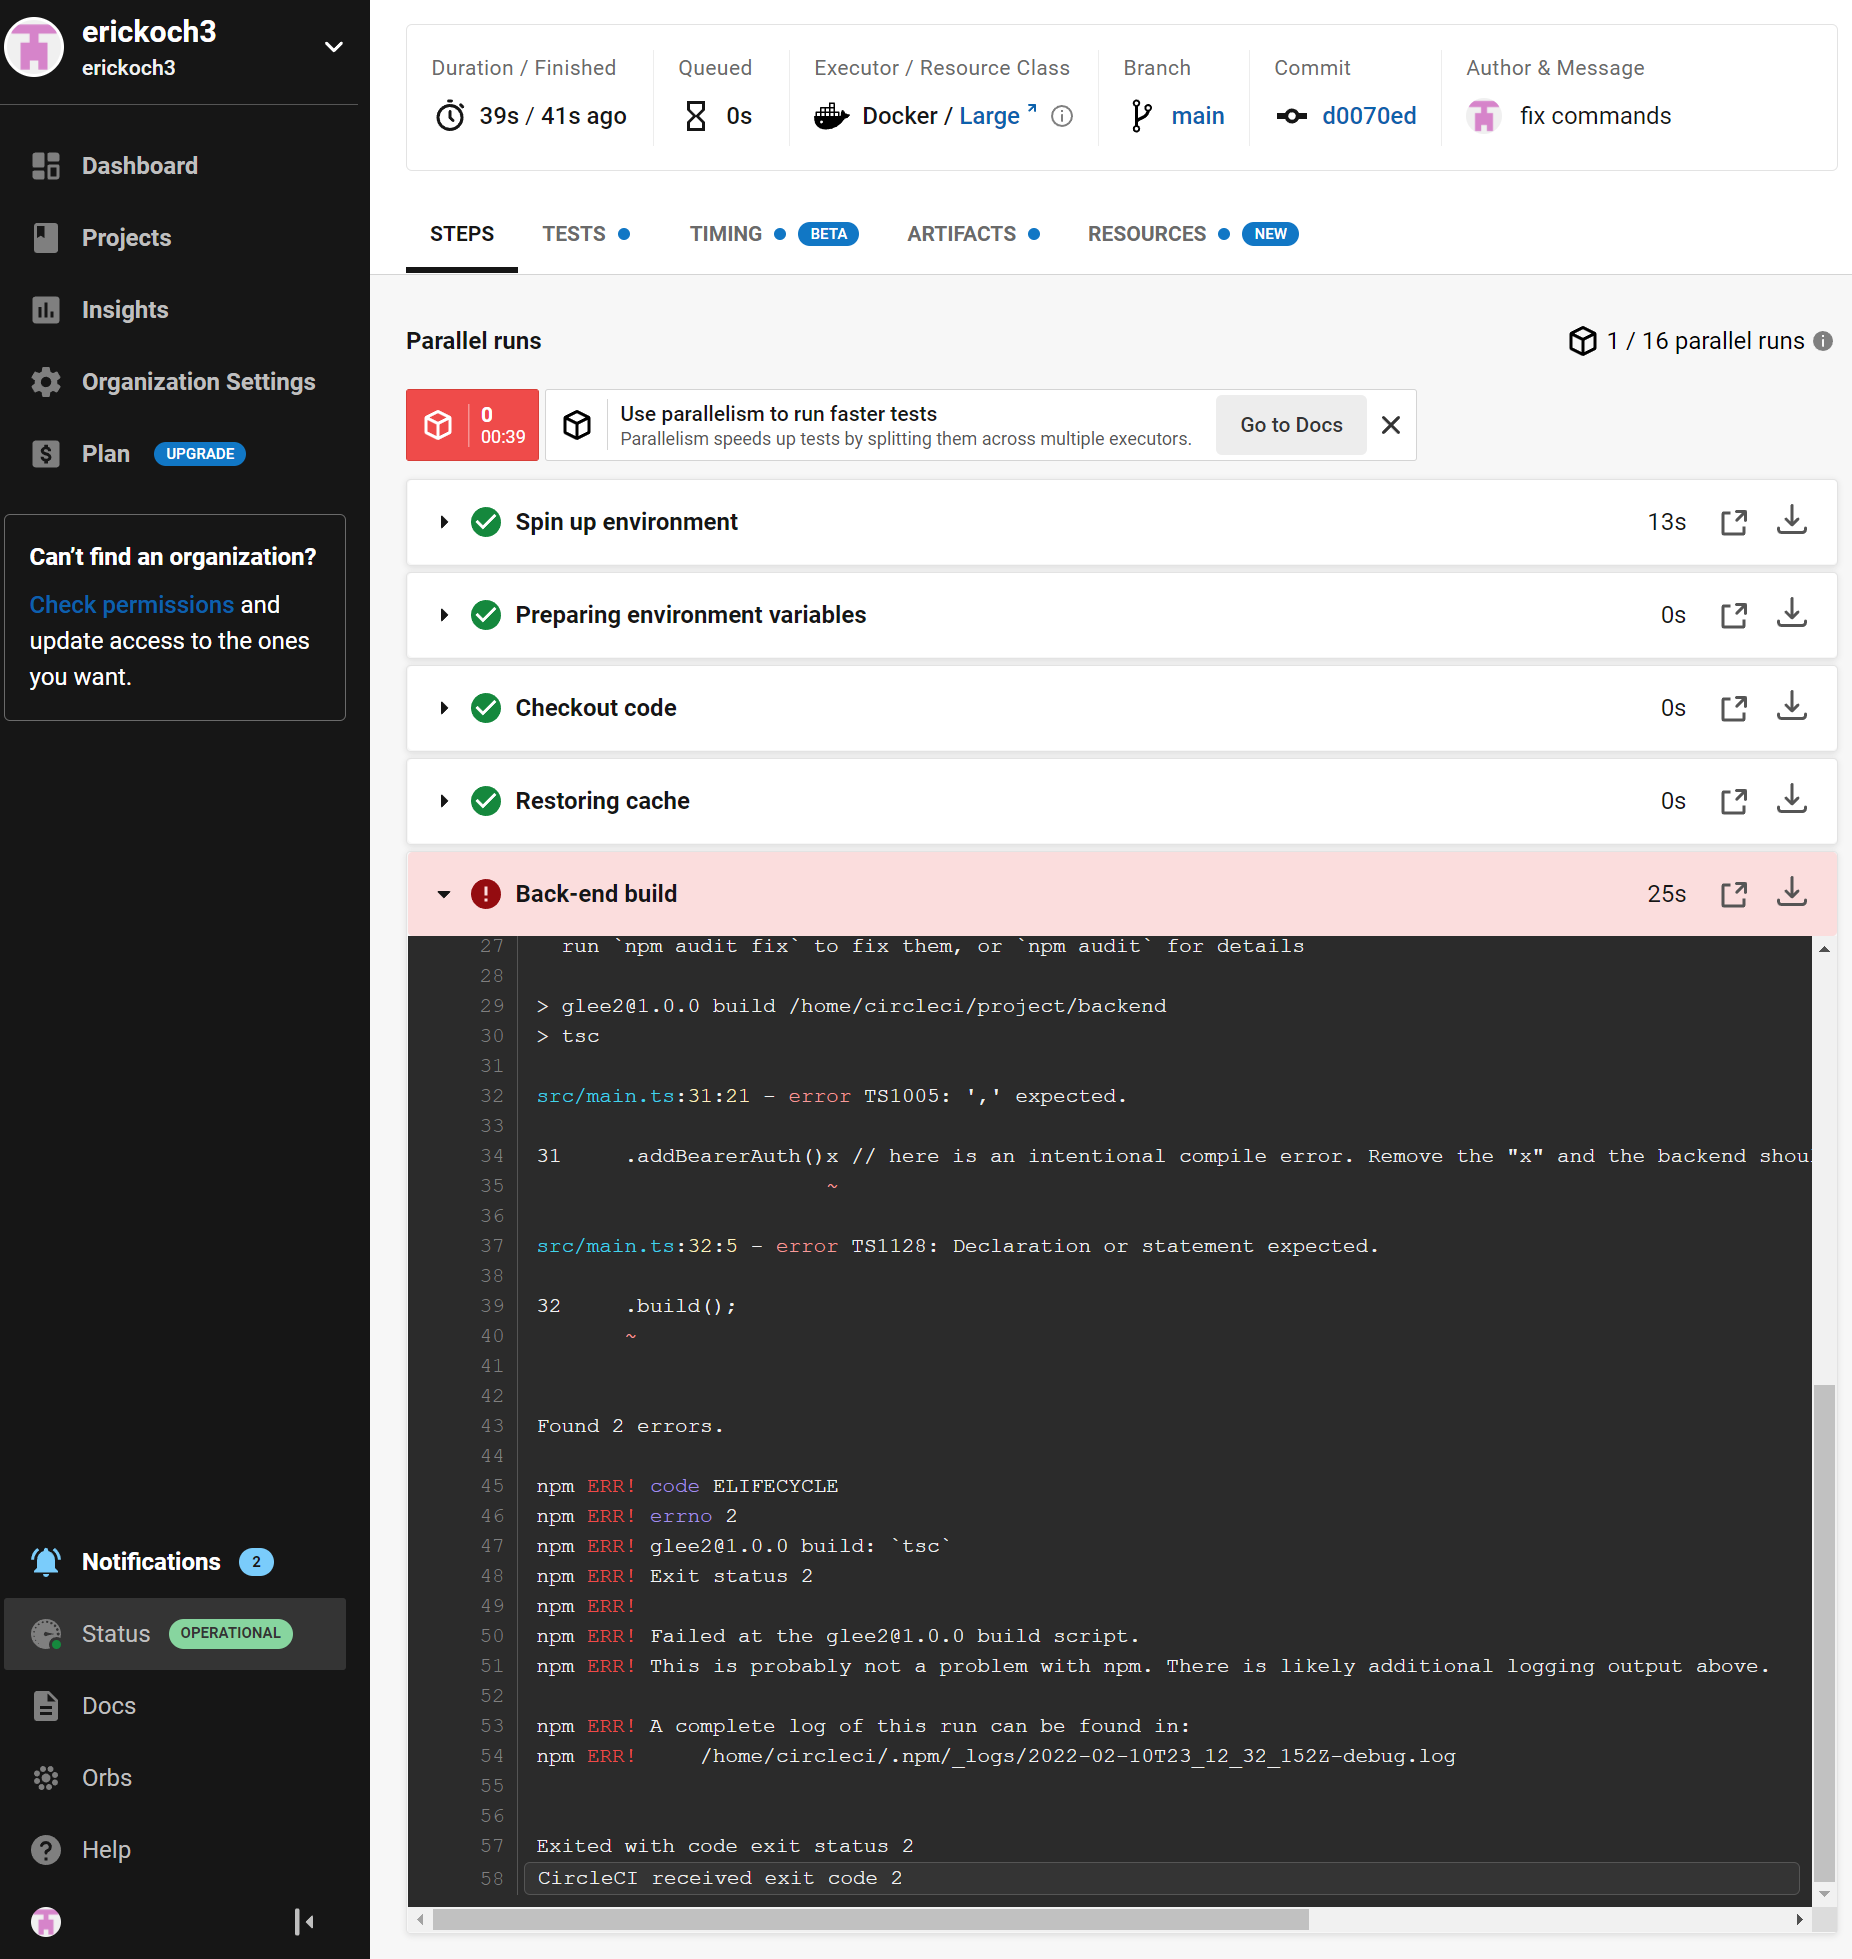 erickoch3
erickoch3
Dashboard
Projects
Insights
Organization Settings
Plan UPGRADE
Can't find an organization?
Check permissions and
update access to the ones
you want.
Notifications 2
Status OPERATIONAL
Docs
Orbs
Help
Duration / Finished
39s / 41s ago
Queued
0s
Executor / Resource Class
Docker / Large
Branch
main
Commit
d0070ed
Author & Message
fix commands
STEPS TESTS TIMING BETA ARTIFACTS RESOURCES NEW
Parallel runs
1 / 16 parallel runs
0
00:39
Use parallelism to run faster tests
Parallelism speeds up tests by splitting them across multiple executors.
Go to Docs
Spin up environment 13s
Preparing environment variables 0s
Checkout code 0s
Restoring cache 0s
Back-end build 25s
27 run `npm audit fix` to fix them, or `npm audit` for details
28
29 > glee2@1.0.0 build /home/circleci/project/backend
30 > tsc
31
32 src/main.ts:31:21 - error TS1005: ',' expected.
33
34 31 .addBearerAuth()x // here is an intentional compile error. Remove the "x" and the backend
35 ~
36
37 src/main.ts:32:5 - error TS1128: Declaration or statement expected.
38
39 32 .build();
40 ~
41
42
43 Found 2 errors.
44
45 npm ERR! code ELIFECYCLE
46 npm ERR! errno 2
47 npm ERR! glee2@1.0.0 build: `tsc`
48 npm ERR! Exit status 2
49 npm ERR!
50 npm ERR! Failed at the glee2@1.0.0 build script.
51 npm ERR! This is probably not a problem with npm. There is likely additional logging output above.
52
53 npm ERR! A complete log of this run can be found in:
54 npm ERR! /home/circleci/.npm/_logs/2022-02-10T23_12_32_152Z-debug.log
55
56
57 Exited with code exit status 2
58 CircleCI received exit code 2